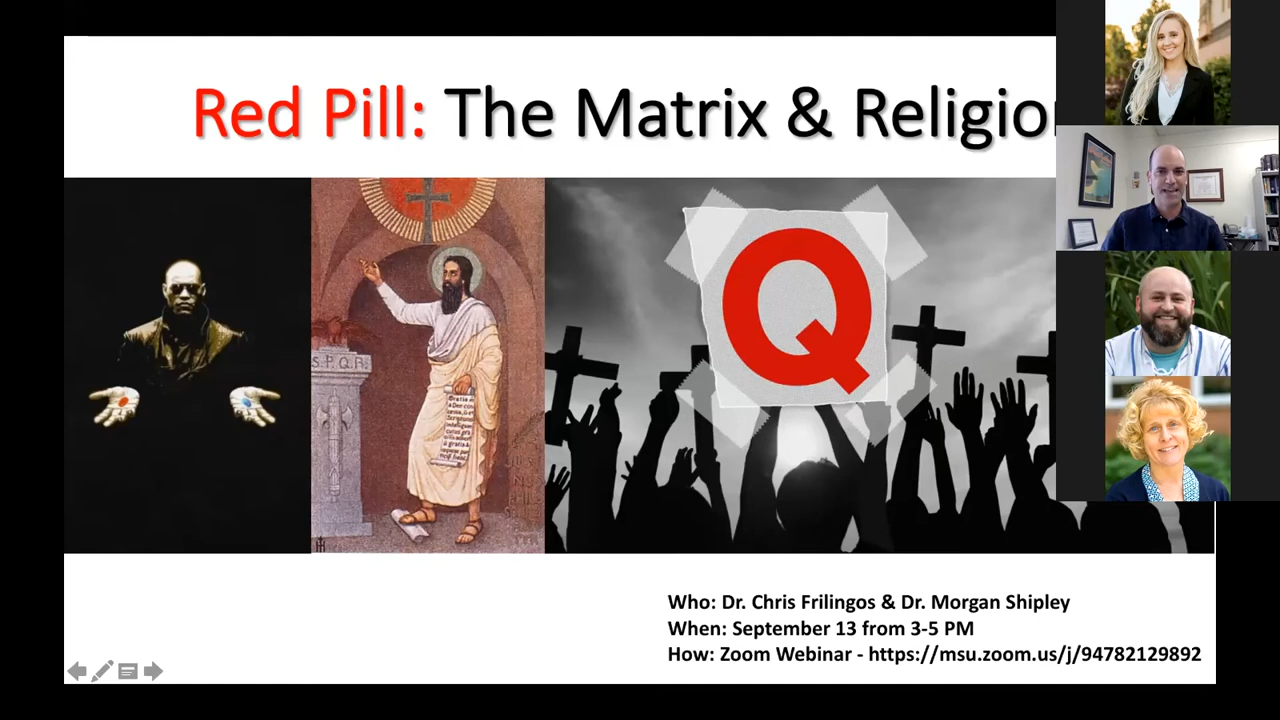 Red Pill: The Matrix & Religio
S.P.Q.R.
Q
Gratia
Who: Dr. Chris Frilingos & Dr. Morgan Shipley
When: September 13 from 3-5 PM
How: Zoom Webinar - https://msu.zoom.us/j/94782129892